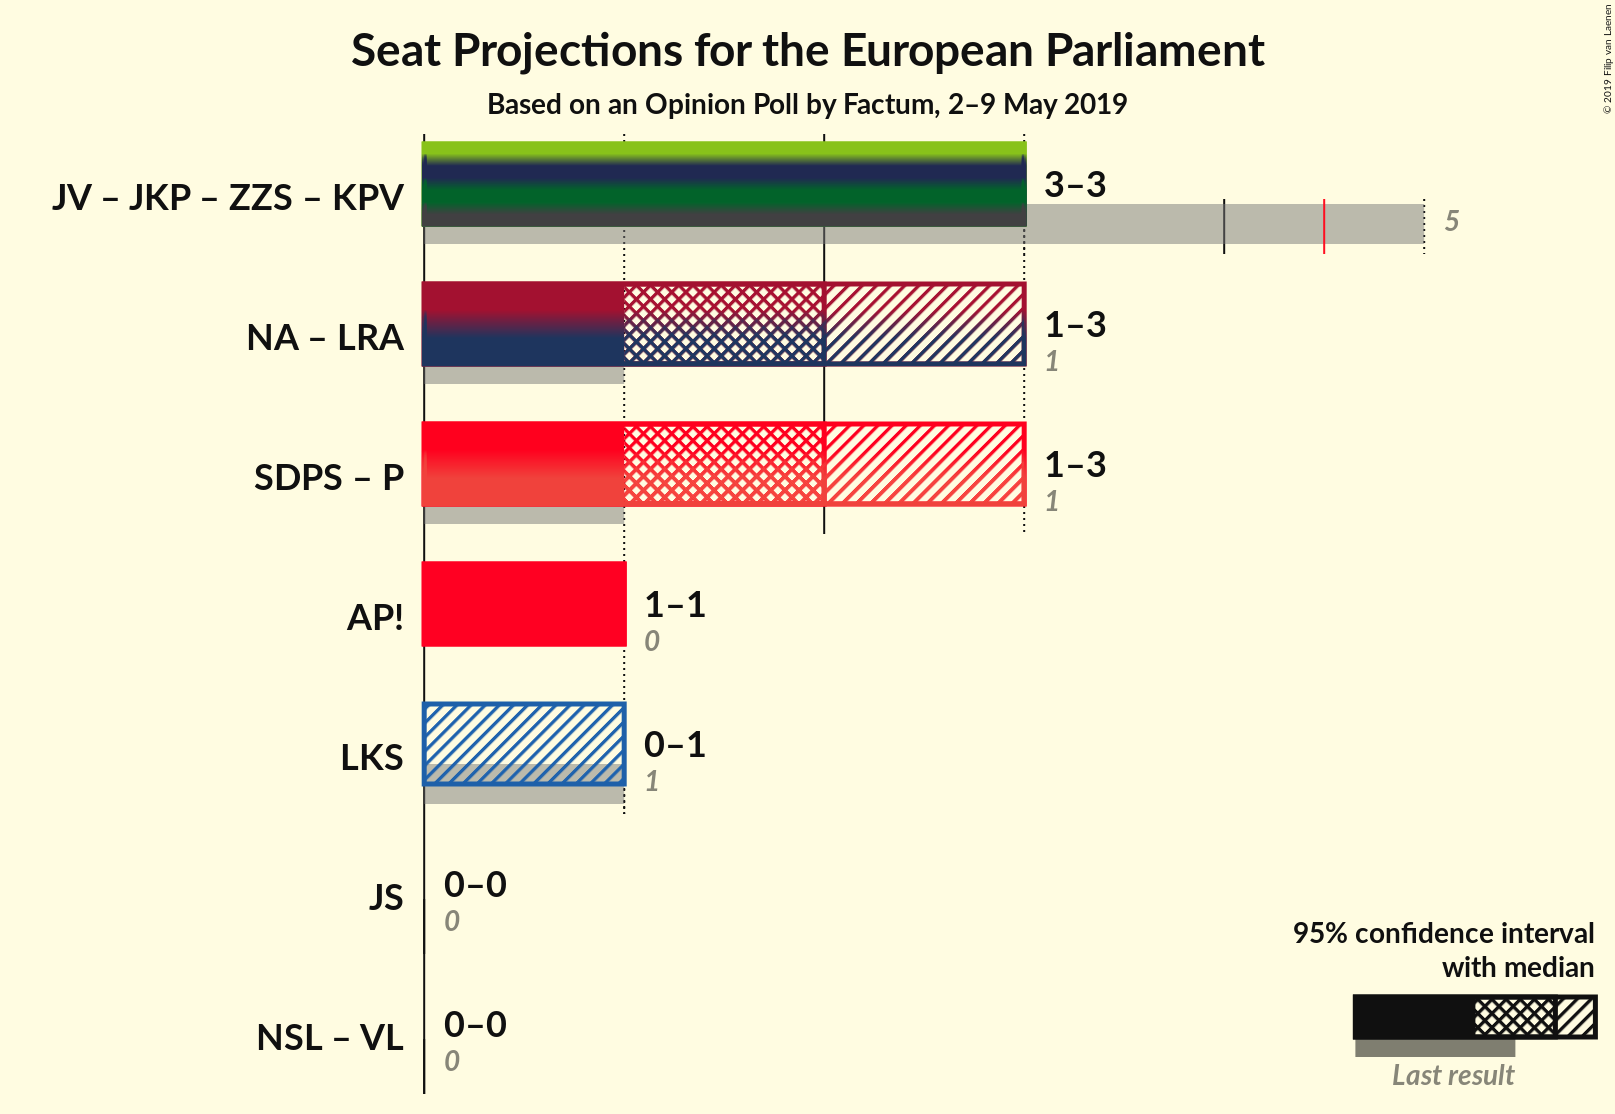 Seat Projections for the European Parliament
Based on an Opinion Poll by Factum, 2–9 May 2019
© 2019 Filip van Laenen
JV – JKP – ZZS – KPV
3–3
5
NA – LRA
1–3
1
SDPS – P
1–3
1
AP!
1–1
0
LKS
0–1
1
JS
0–0
0
NSL – VL
0–0
0
95% confidence interval
with median
Last result